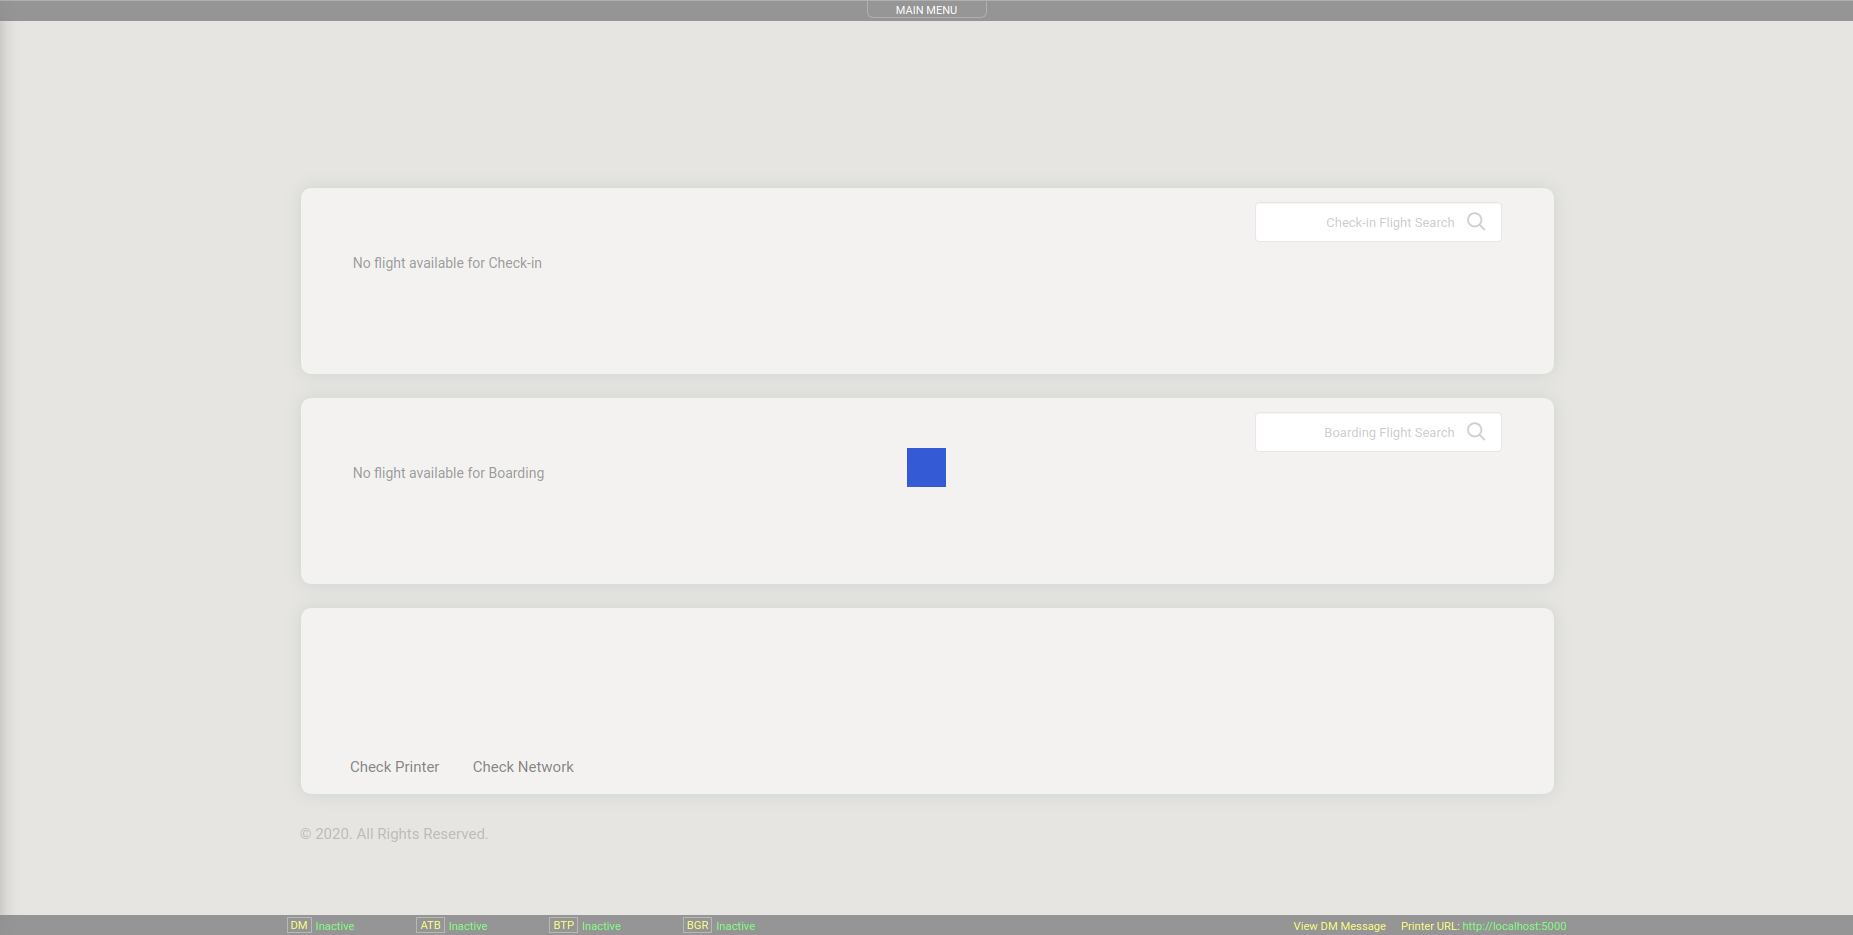 MAIN MENU
Check-in Flight Search
No flight available for Check-in
Boarding Flight Search
No flight available for Boarding
Check Printer Check Network
© 2020. All Rights Reserved.
DM Inactive ATB Inactive BTP Inactive BGR Inactive View DM Message Printer URL: http://localhost:5000